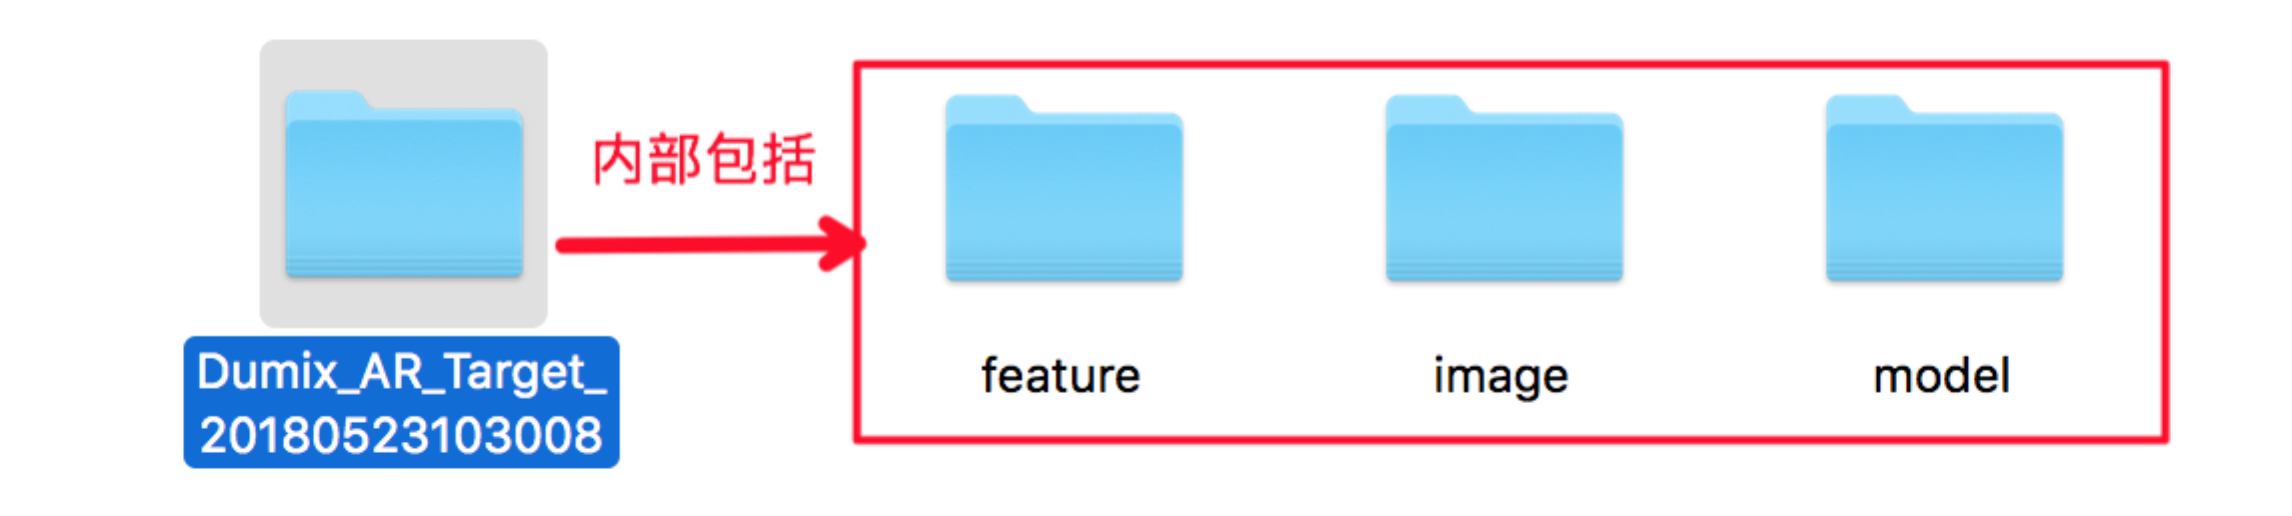 内部包括
Dumix_AR_Target_
20180523103008
feature
image
model